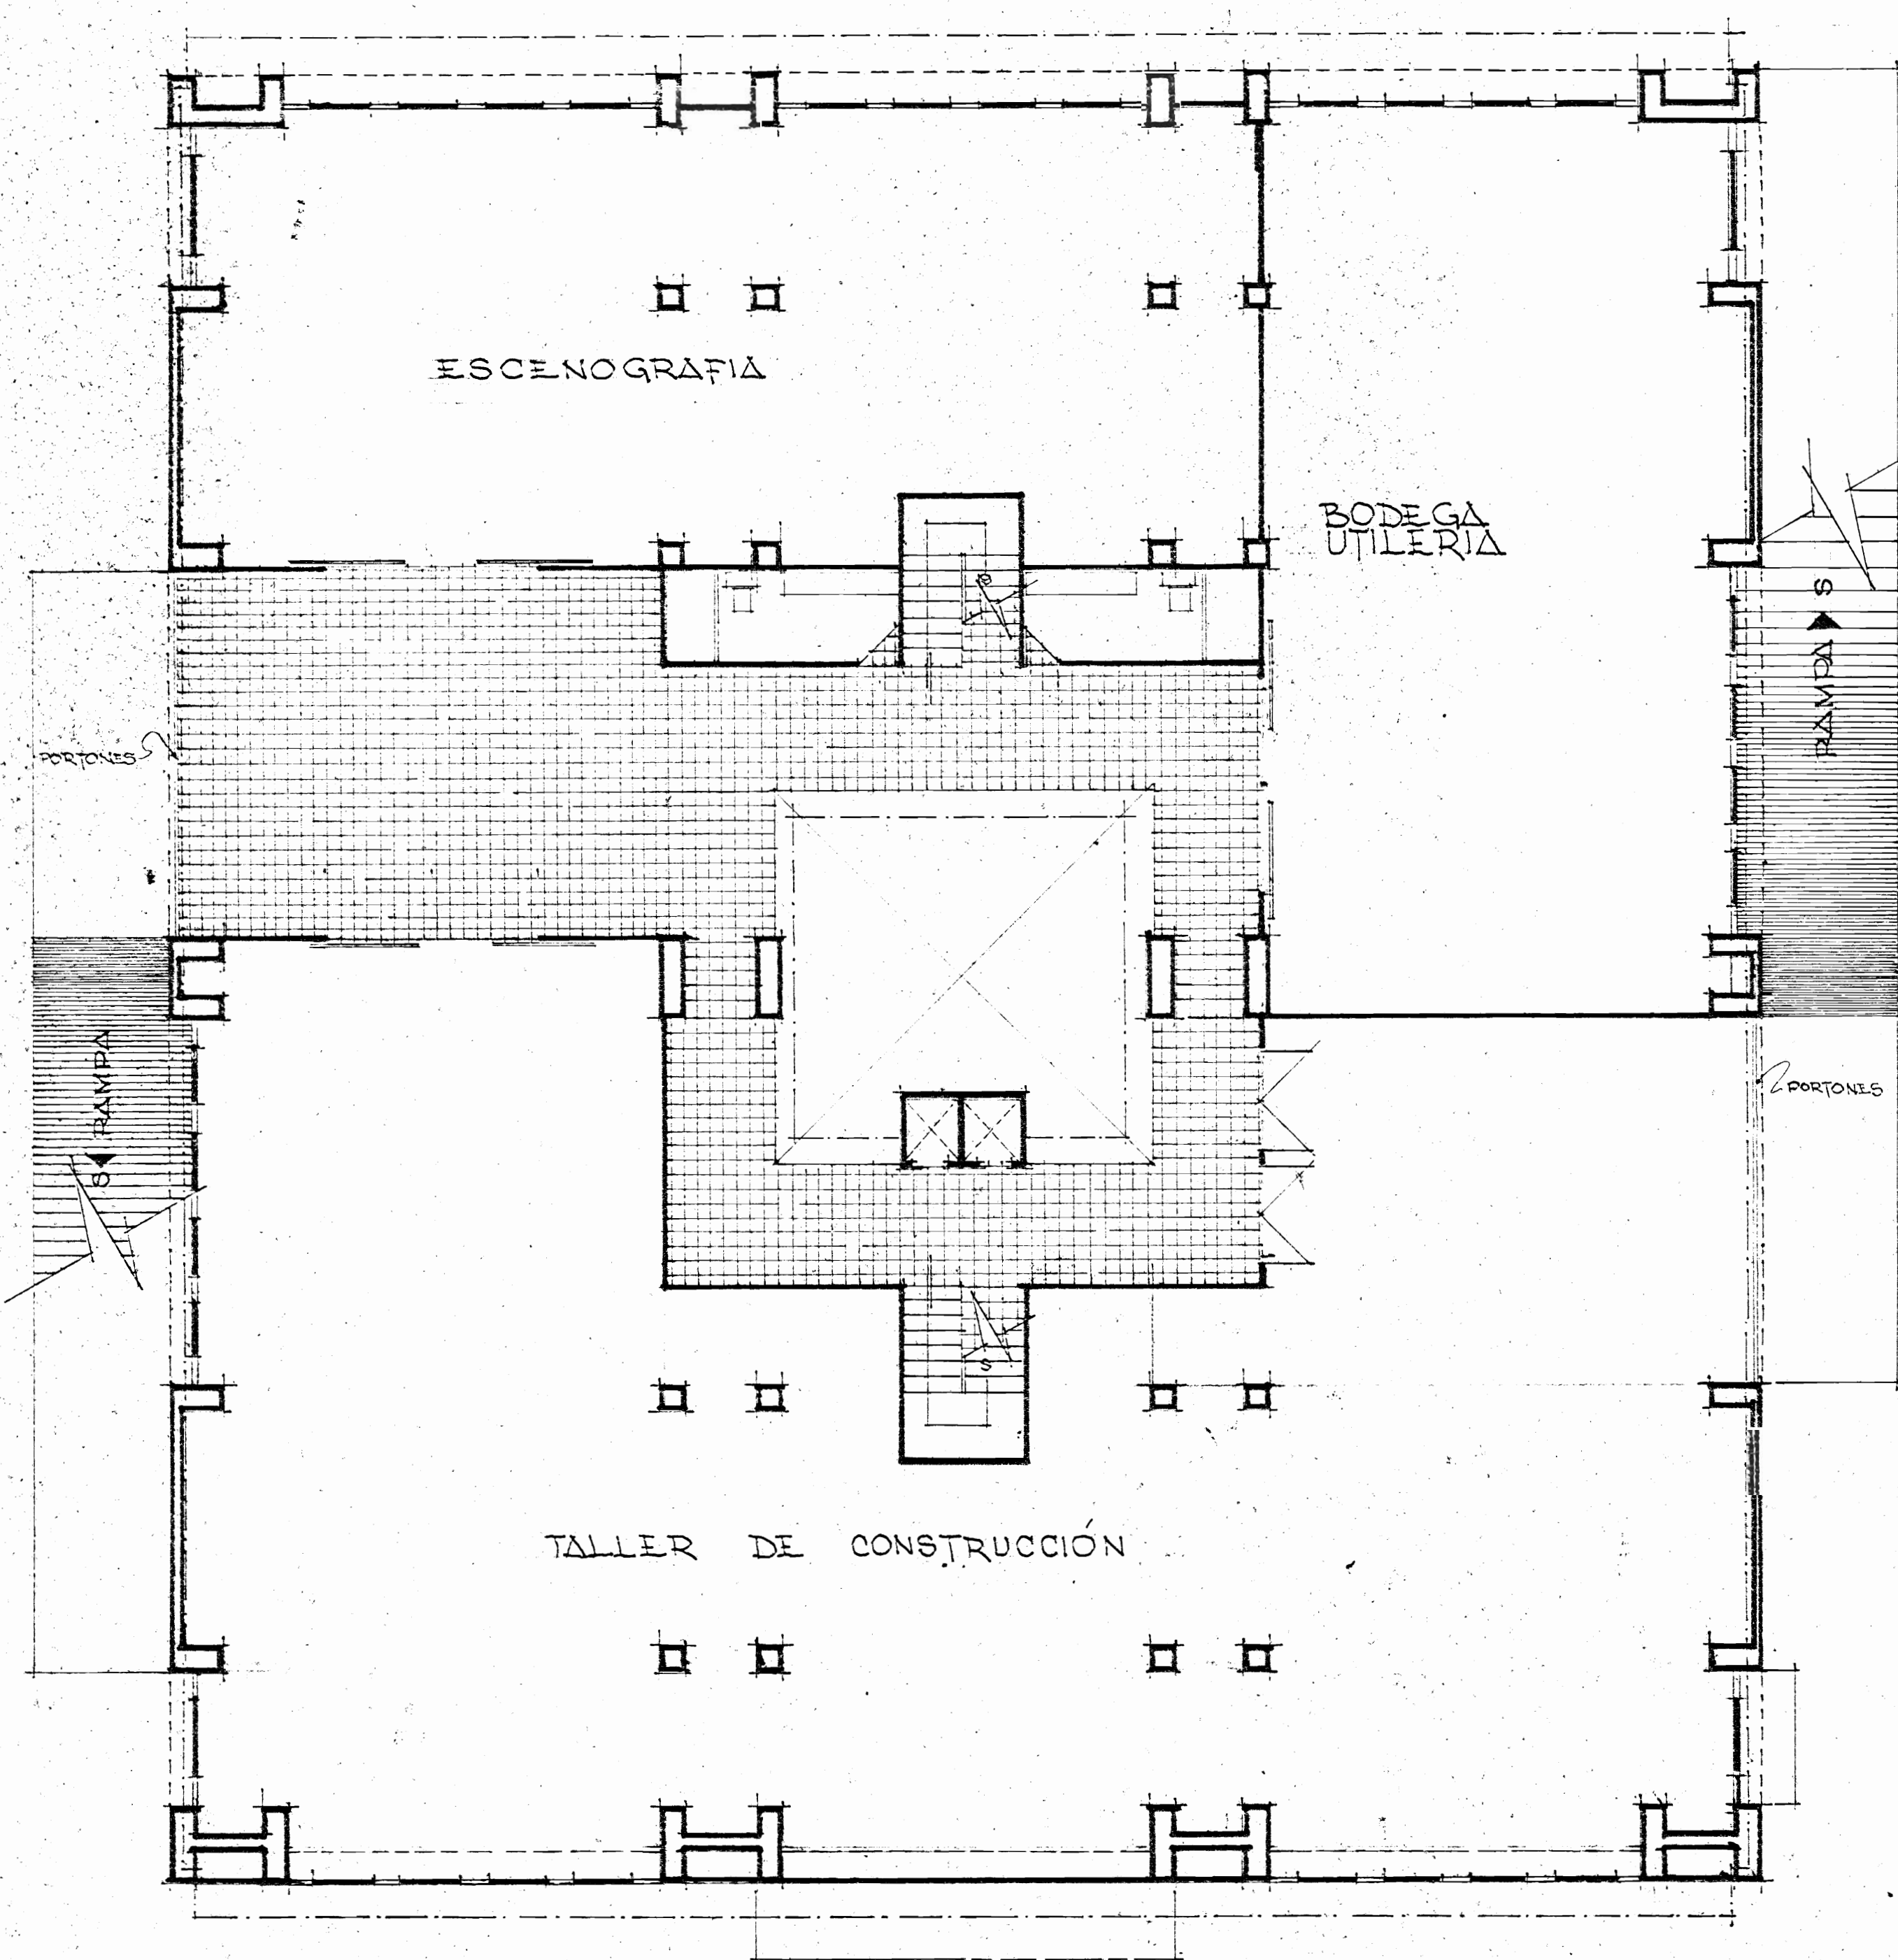 ESCENOGRAFIA
BODEGA
UTILERIA
S
RAMPA
PORTONES
RAMPA
S
PORTONES
S
TALLER DE CONSTRUCCIÓN